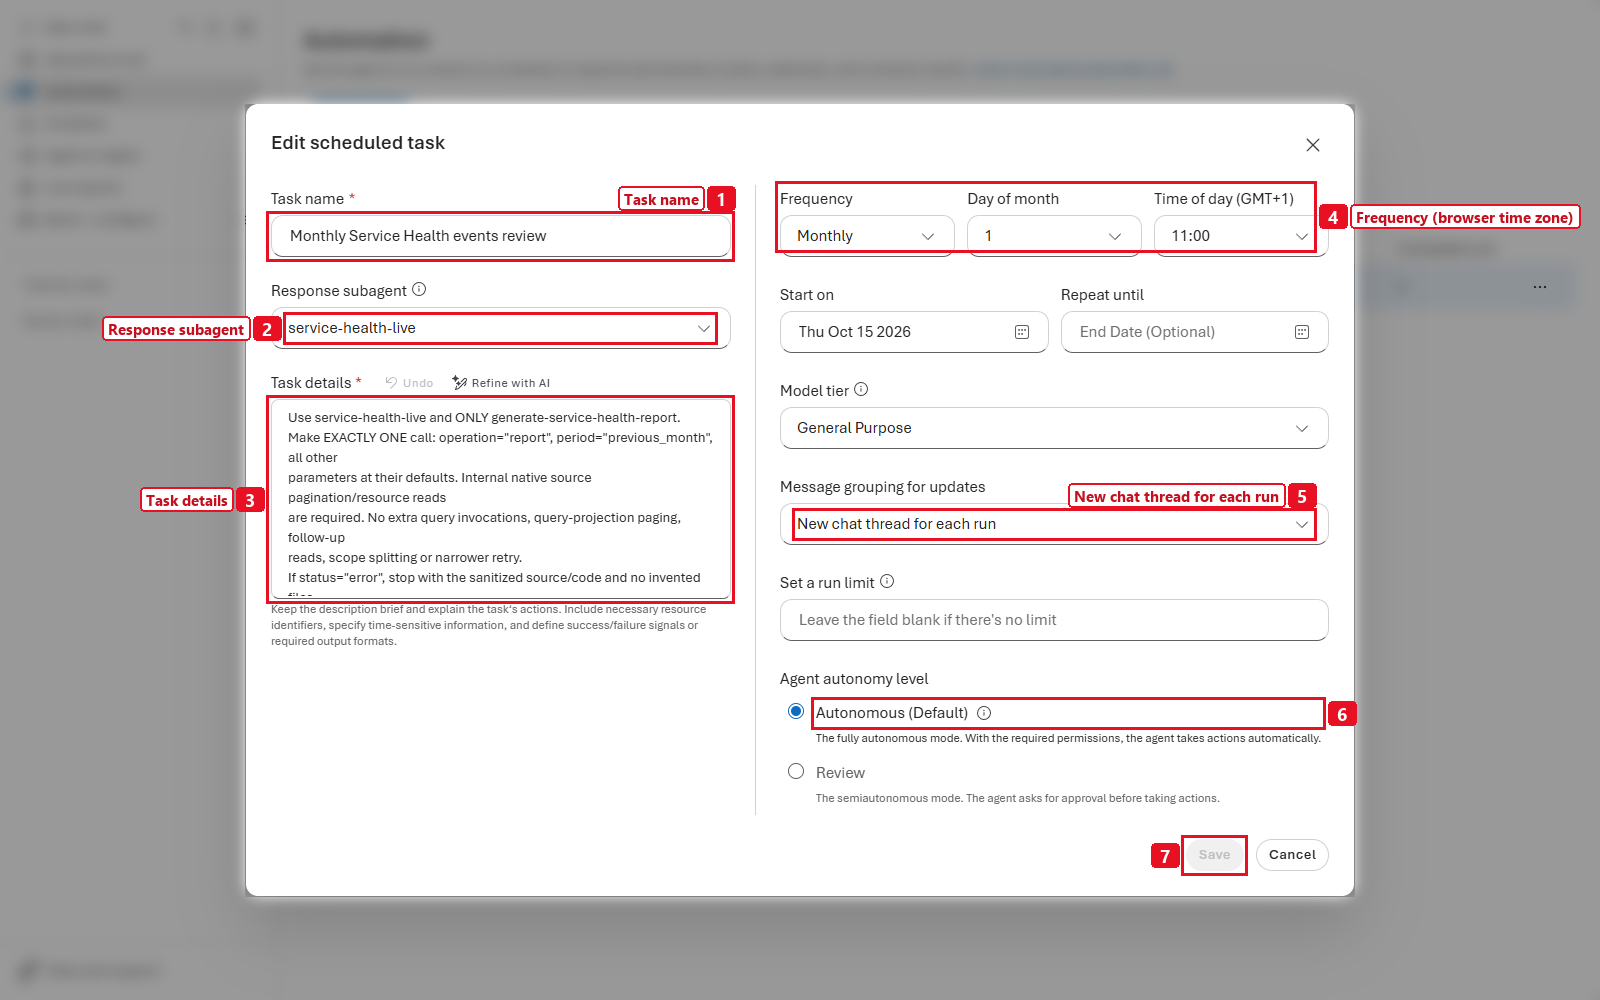 Edit scheduled task
Task name *
Task name 1
Monthly Service Health events review
Response subagent
Response subagent 2
service-health-live
Task details *
Undo
Refine with AI
Task details 3
Use service-health-live and ONLY generate-service-health-report.
Make EXACTLY ONE call: operation="report", period="previous_month",
all other
parameters at their defaults. Internal native source
pagination/resource reads
are required. No extra query invocations, query-projection paging,
follow-up
reads, scope splitting or narrower retry.
If status="error", stop with the sanitized source/code and no invented
files
Keep the description brief and explain the task's actions. Include necessary resource
identifiers, specify time-sensitive information, and define success/failure signals or
required output formats.
Frequency
Day of month
Time of day (GMT+1)
Monthly
1
11:00
4 Frequency (browser time zone)
Start on
Repeat until
Thu Oct 15 2026
End Date (Optional)
Model tier
General Purpose
Message grouping for updates
New chat thread for each run 5
New chat thread for each run
Set a run limit
Leave the field blank if there's no limit
Agent autonomy level
Autonomous (Default)
6
The fully autonomous mode. With the required permissions, the agent takes actions automatically.
Review
The semiautonomous mode. The agent asks for approval before taking actions.
7
Save
Cancel